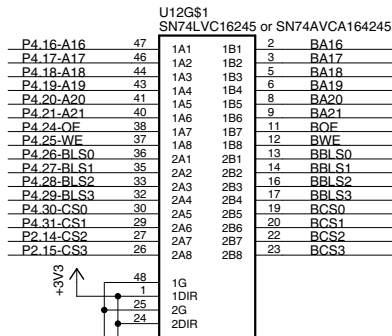 U12G$1
SN74LVC16245 or SN74AVCA164245
P4.16-A16 47 1A1 1B1 2 BA16
P4.17-A17 46 1A2 1B2 3 BA17
P4.18-A18 44 1A3 1B3 5 BA18
P4.19-A19 43 1A4 1B4 6 BA19
P4.20-A20 41 1A5 1B5 8 BA20
P4.21-A21 40 1A6 1B6 9 BA21
P4.24-OE 38 1A7 1B7 11 BOE
P4.25-WE 37 1A8 1B8 12 BWE
P4.26-BLS0 36 2A1 2B1 13 BBLS0
P4.27-BLS1 35 2A2 2B2 14 BBLS1
P4.28-BLS2 33 2A3 2B3 16 BBLS2
P4.29-BLS3 32 2A4 2B4 17 BBLS3
P4.30-CS0 30 2A5 2B5 19 BCS0
P4.31-CS1 29 2A6 2B6 20 BCS1
P2.14-CS2 27 2A7 2B7 22 BCS2
P2.15-CS3 26 2A8 2B8 23 BCS3
+3V3
48 1G
1 1DIR
25 2G
24 2DIR